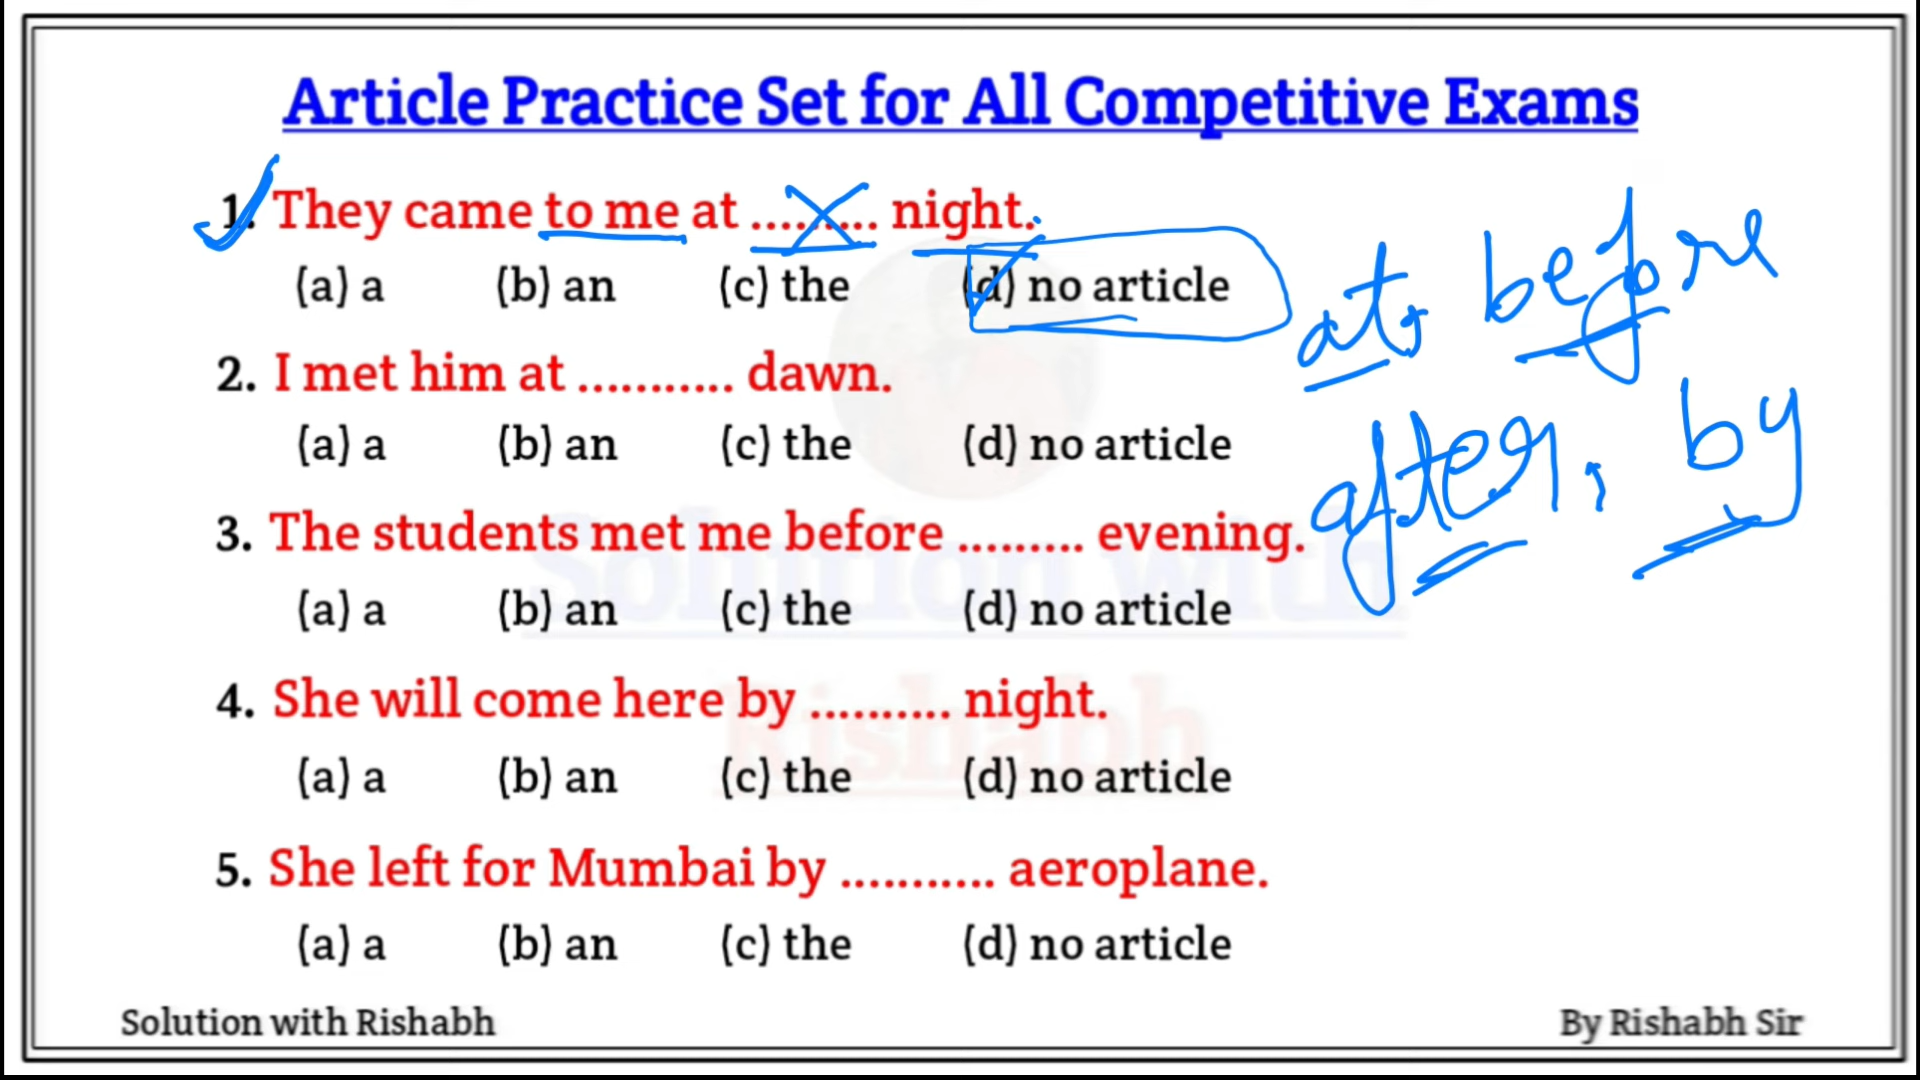 Article Practice Set for All Competitive Exams
1. They came to me at ......... night.
(a) a (b) an (c) the (d) no article
at, before
2. I met him at ........... dawn.
(a) a (b) an (c) the (d) no article
after, by
3. The students met me before ......... evening.
(a) a (b) an (c) the (d) no article
4. She will come here by .......... night.
(a) a (b) an (c) the (d) no article
5. She left for Mumbai by ........... aeroplane.
(a) a (b) an (c) the (d) no article
Solution with Rishabh
Solution with Rishabh
By Rishabh Sir